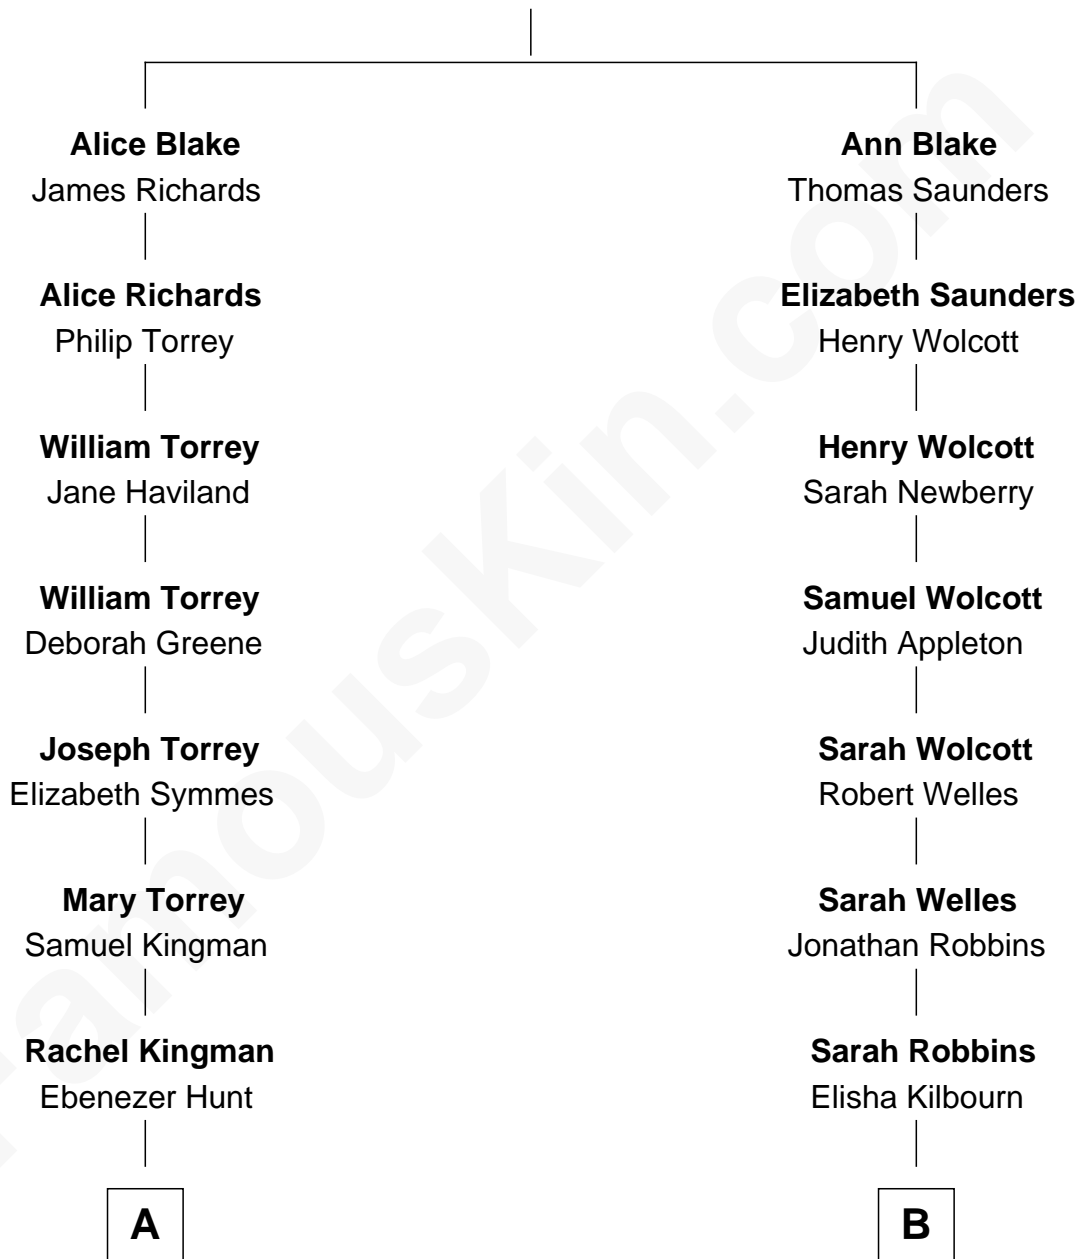 Alice Blake
James Richards
Alice Richards
Philip Torrey
William Torrey
Jane Haviland
William Torrey
Deborah Greene
Joseph Torrey
Elizabeth Symmes
Mary Torrey
Samuel Kingman
Rachel Kingman
Ebenezer Hunt
A
Ann Blake
Thomas Saunders
Elizabeth Saunders
Henry Wolcott
Henry Wolcott
Sarah Newberry
Samuel Wolcott
Judith Appleton
Sarah Wolcott
Robert Welles
Sarah Welles
Jonathan Robbins
Sarah Robbins
Elisha Kilbourn
B
FamousKin.com